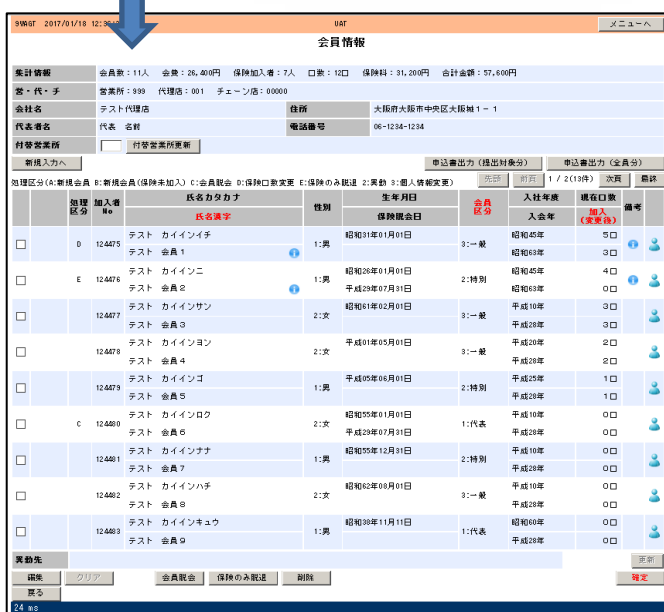 9WAGT 2017/01/18 12: UAT メニューへ
会員情報
集計情報 会員数：11人 会費：26,400円 保険加入者：7人 口数：12口 保険料：31,200円 合計金額：57,600円
営・代・チ 営業所：999 代理店：001 チェーン店：00000
会社名 テスト代理店 住所 大阪府大阪市中央区大阪城１－１
代表者名 代表 名前 電話番号 06-1234-1234
付替営業所 付替営業所更新
新規入力へ 申込書出力（提出対象分） 申込書出力（全員分）
処理区分(A:新規会員 B:新規会員(保険未加入) C:会員脱会 D:保険口数変更 E:保険のみ脱退 2:異動 3:個人情報変更) 先頭 前頁 1 / 2(13件) 次頁 最終
処理区分 加入者No 氏名カタカナ 性別 生年月日 会員区分 入社年度 現在口数 備考
氏名漢字 保険脱会日 入会年 加入(変更後)
D 124475 テスト カイインイチ 1:男 昭和31年01月01日 3:一般 昭和45年 5口
テスト 会員１ 昭和63年 3口
E 124476 テスト カイインニ 1:男 昭和26年01月01日 2:特別 昭和45年 4口
テスト 会員２ 平成29年07月31日 昭和63年 0口
124477 テスト カイインサン 2:女 昭和61年02月01日 3:一般 平成10年 3口
テスト 会員３ 平成28年 3口
124478 テスト カイインヨン 2:女 平成01年05月01日 3:一般 平成20年 2口
テスト 会員４ 平成28年 2口
124479 テスト カイインゴ 1:男 平成05年06月01日 2:特別 平成25年 1口
テスト 会員５ 平成28年 1口
C 124480 テスト カイインロク 2:女 昭和55年01月01日 1:代表 平成10年 0口
テスト 会員６ 平成29年07月31日 平成28年 0口
124481 テスト カイインナナ 1:男 昭和55年12月31日 2:特別 平成10年 0口
テスト 会員７ 平成28年 0口
124482 テスト カイインハチ 2:女 昭和62年08月01日 3:一般 平成10年 0口
テスト 会員８ 平成28年 0口
124483 テスト カイインキュウ 1:男 昭和38年11月11日 1:代表 昭和60年 0口
テスト 会員９ 平成28年 0口
異動先 更新
編集 クリア 会員脱会 保険のみ脱退 削除 確定
戻る
24 ms